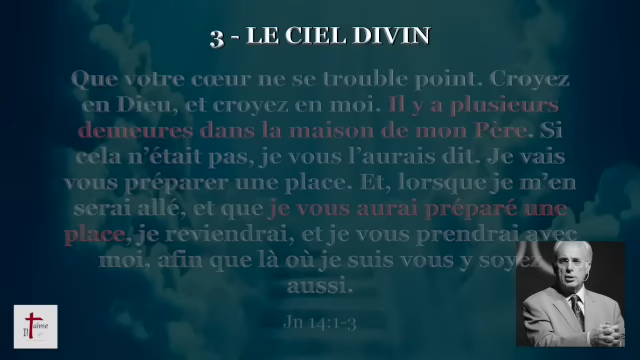 3 - LE CIEL DIVIN
Que votre cœur ne se trouble point. Croyez
en Dieu, et croyez en moi. Il y a plusieurs
demeures dans la maison de mon Père. Si
cela n'était pas, je vous l'aurais dit. Je vais
vous préparer une place. Et, lorsque je m'en
serai allé, et que je vous aurai préparé une
place, je reviendrai, et je vous prendrai avec
moi, afin que là où je suis vous y soyez
aussi.
Jn 14:1-3
Il t'aime